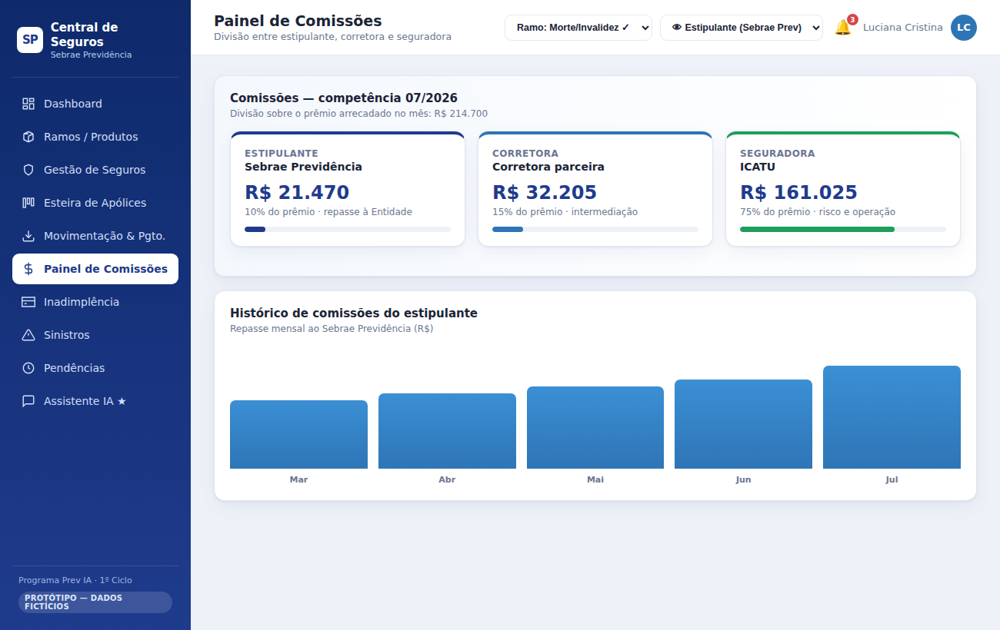 SP
Central de
Seguros
Sebrae Previdência
Dashboard
Ramos / Produtos
Gestão de Seguros
Esteira de Apólices
Movimentação & Pgto.
Painel de Comissões
Inadimplência
Sinistros
Pendências
Assistente IA ★
Programa Prev IA · 1º Ciclo
PROTÓTIPO — DADOS
FICTÍCIOS
Painel de Comissões
Divisão entre estipulante, corretora e seguradora
Ramo: Morte/Invalidez ✓
👁 Estipulante (Sebrae Prev)
🔔 3
Luciana Cristina
LC
Comissões — competência 07/2026
Divisão sobre o prêmio arrecadado no mês: R$ 214.700
ESTIPULANTE
Sebrae Previdência
R$ 21.470
10% do prêmio · repasse à Entidade
CORRETORA
Corretora parceira
R$ 32.205
15% do prêmio · intermediação
SEGURADORA
ICATU
R$ 161.025
75% do prêmio · risco e operação
Histórico de comissões do estipulante
Repasse mensal ao Sebrae Previdência (R$)
Mar
Abr
Mai
Jun
Jul